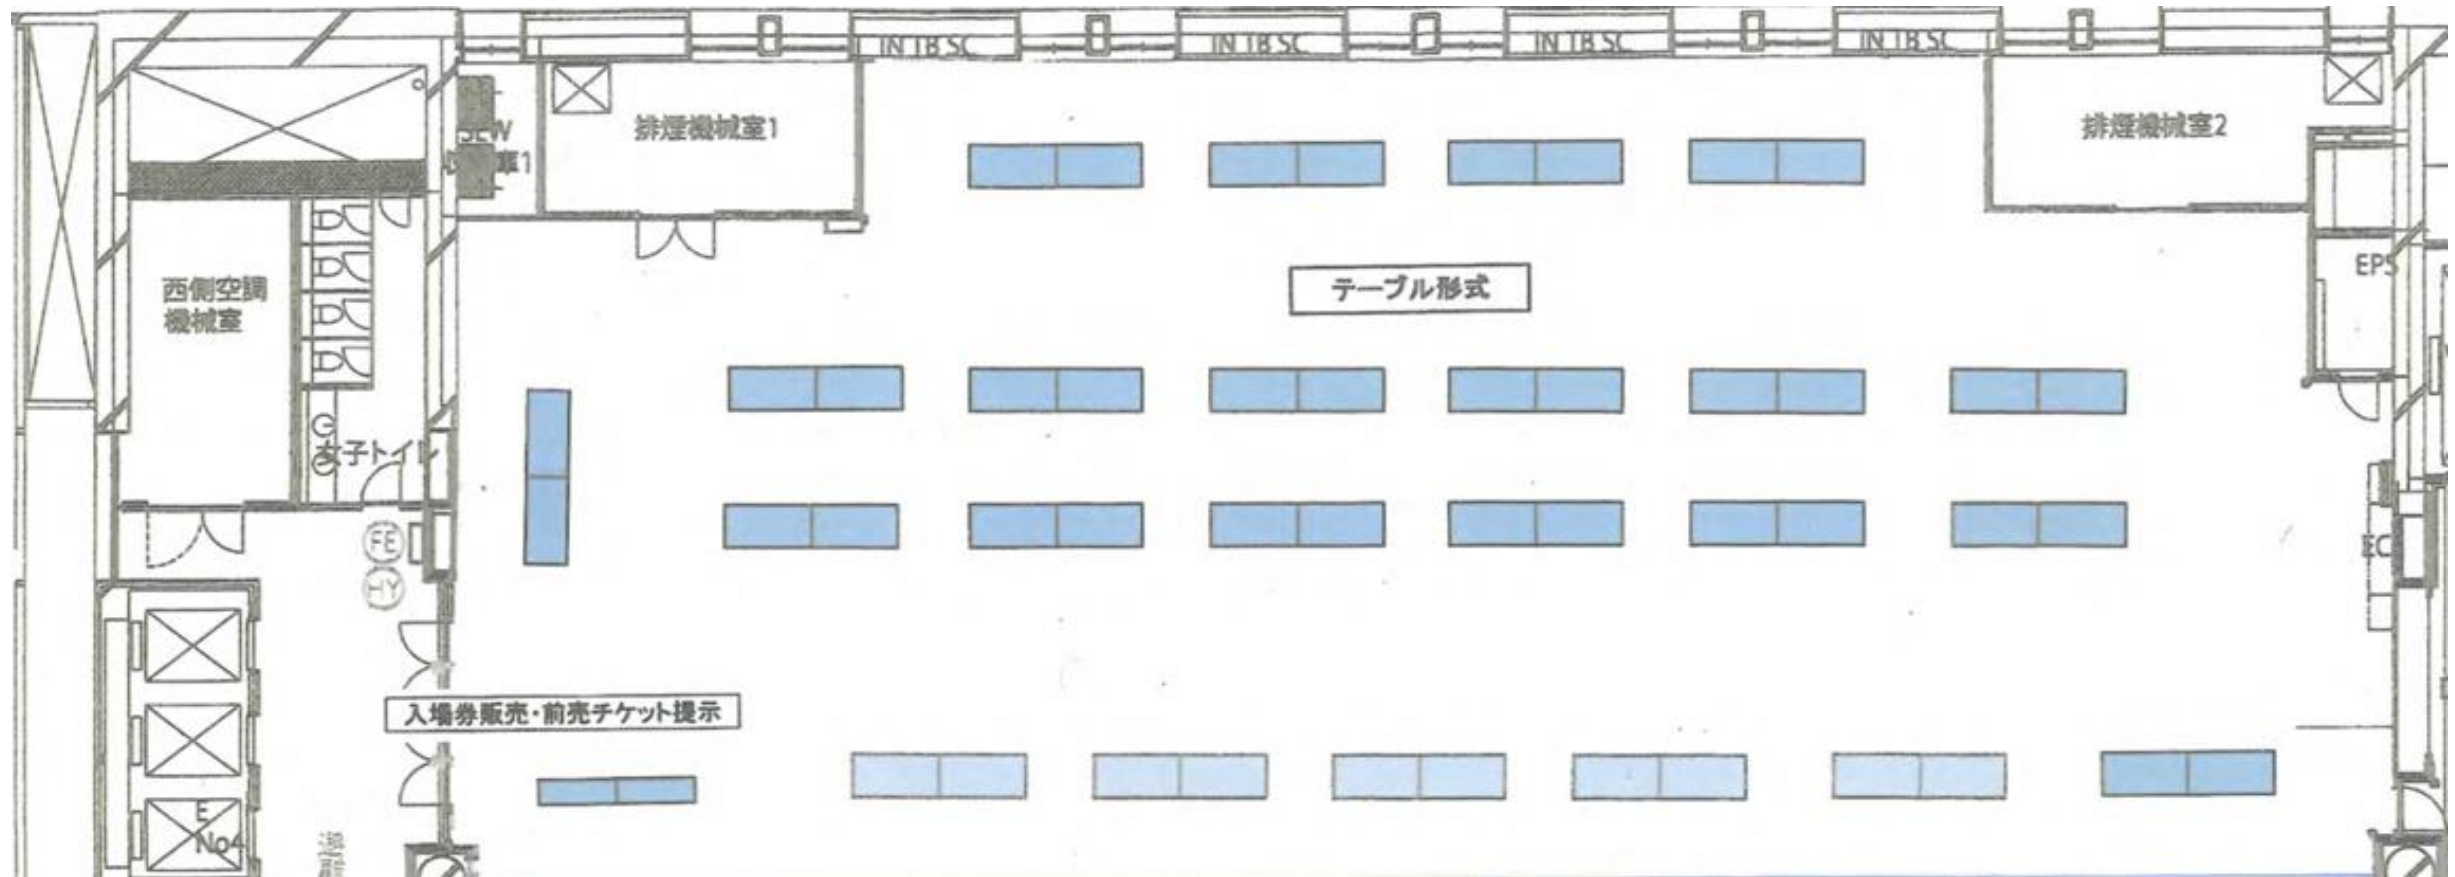 IN TB SC
IN TB SC
IN TB SC
IN TB SC
排煙機械室1
排煙機械室2
SEW
庫1
テーブル形式
西側空調
機械室
EPS
女子トイレ
FE
入場券販売・前売チケット提示
E
No4